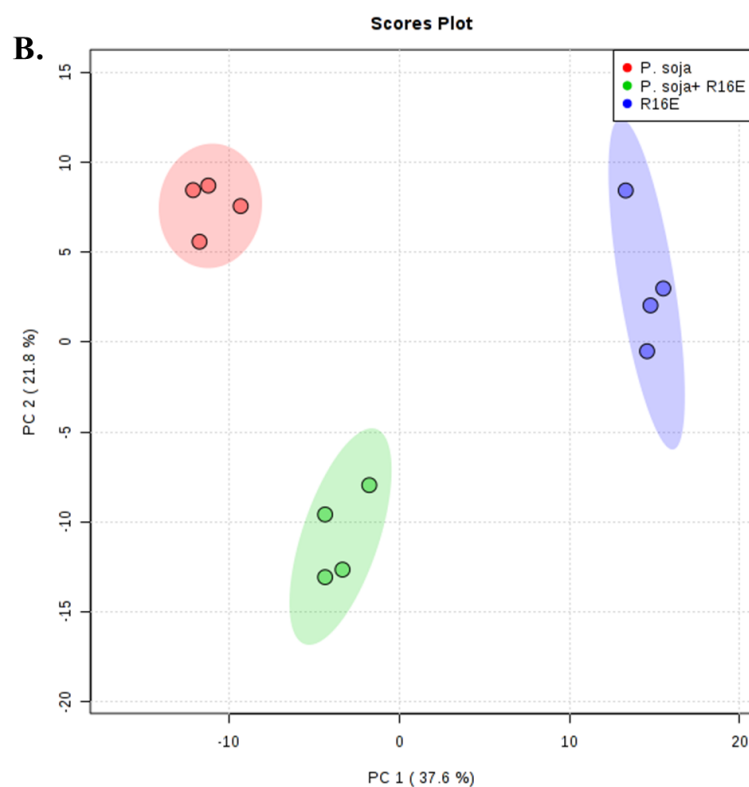 Scores Plot
B.
P. soja
P. soja+ R16E
R16E
15
10
5
0
-5
-10
-15
-20
PC 2 ( 21.8 %)
-10 0 10 20
PC 1 ( 37.6 %)